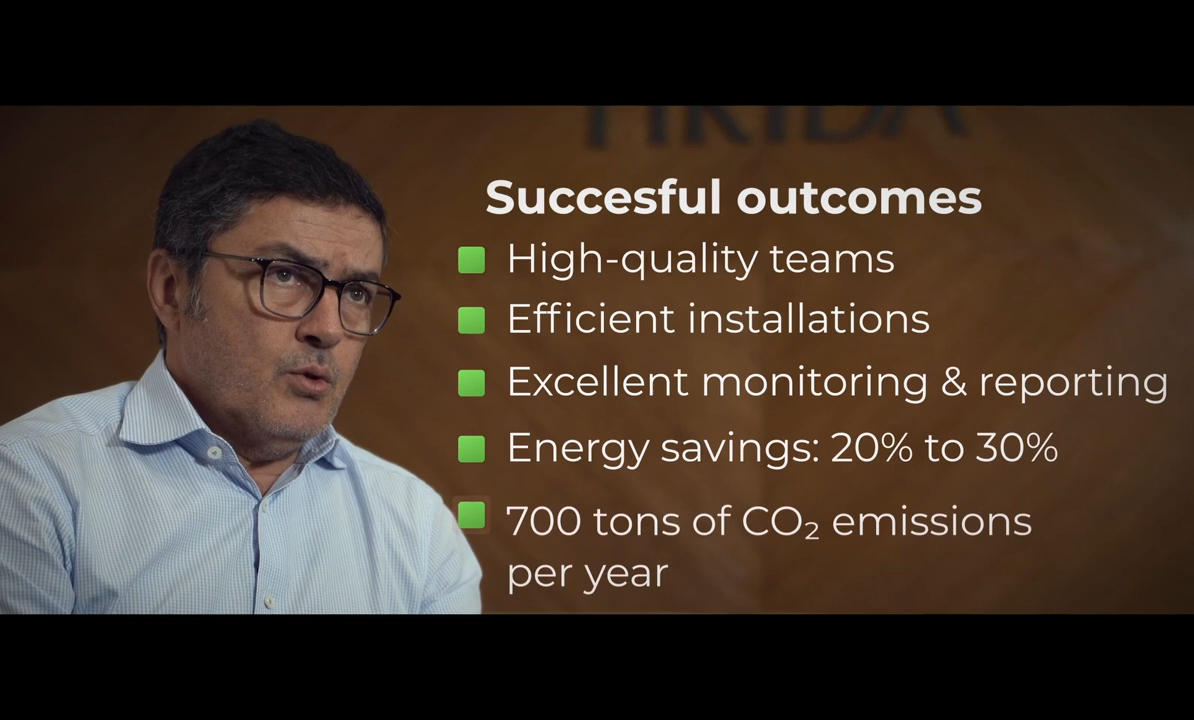 Succesful outcomes
High-quality teams
Efficient installations
Excellent monitoring & reporting
Energy savings: 20% to 30%
700 tons of CO₂ emissions
per year